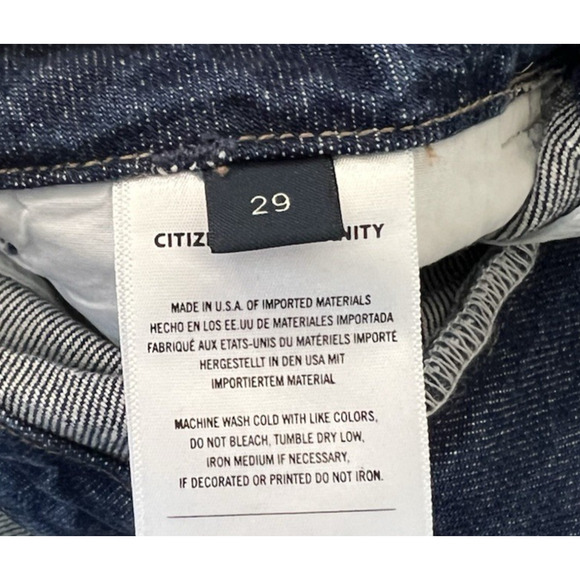 29
CITIZ NITY
MADE IN U.S.A. OF IMPORTED MATERIALS
HECHO EN LOS EE.UU DE MATERIALES IMPORTADA
FABRIQUÉ AUX ETATS-UNIS DU MATÉRIELS IMPORTÉ
HERGESTELLT IN DEN USA MIT
IMPORTIERTEM MATERIAL
MACHINE WASH COLD WITH LIKE COLORS,
DO NOT BLEACH, TUMBLE DRY LOW,
IRON MEDIUM IF NECESSARY,
IF DECORATED OR PRINTED DO NOT IRON.